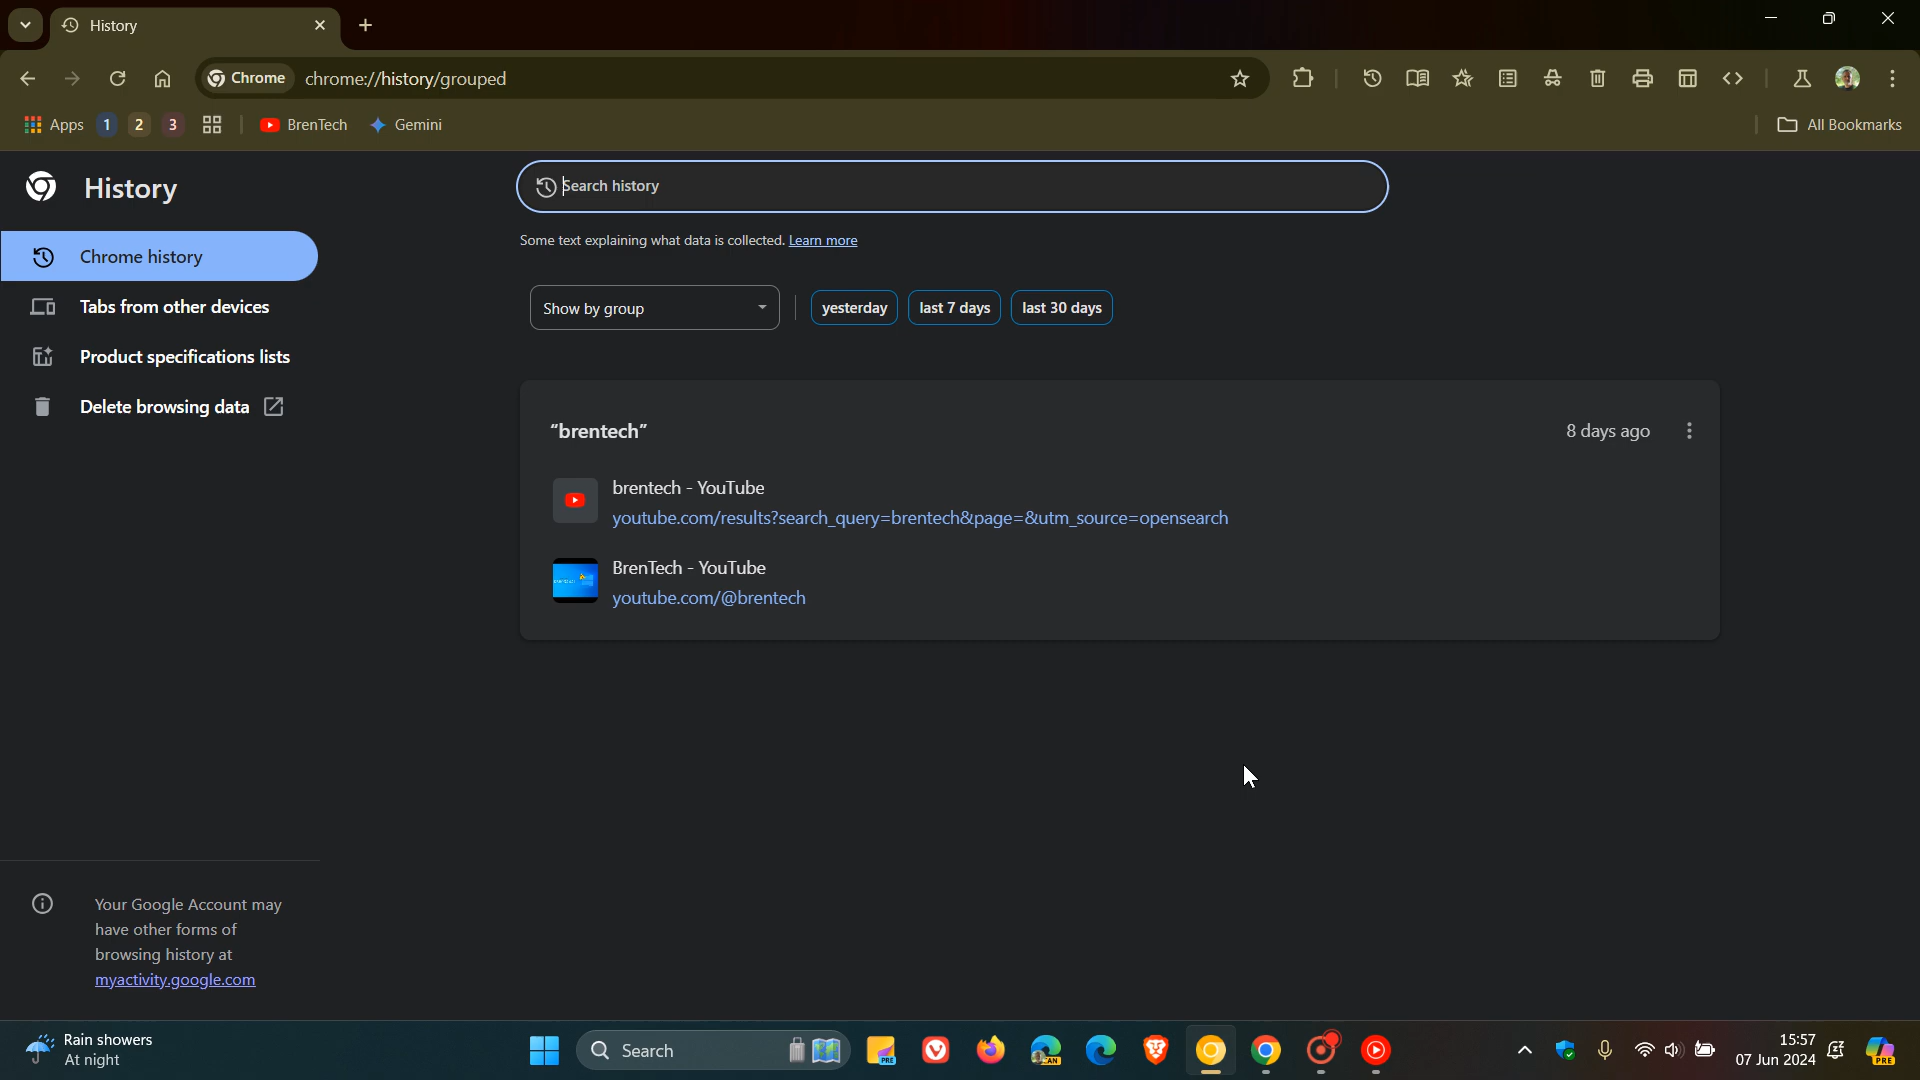 History
Chrome chrome://history/grouped
Apps 1 2 3 BrenTech Gemini All Bookmarks
History
Search history
Chrome history
Tabs from other devices
Product specifications lists
Delete browsing data
Some text explaining what data is collected. Learn more
Show by group yesterday last 7 days last 30 days
“brentech” 8 days ago
brentech - YouTube
youtube.com/results?search_query=brentech&page=&utm_source=opensearch
BrenTech - YouTube
youtube.com/@brentech
Your Google Account may
have other forms of
browsing history at
myactivity.google.com
Rain showers
At night
Search
PRE
CAN
15:57
07 Jun 2024
PRE